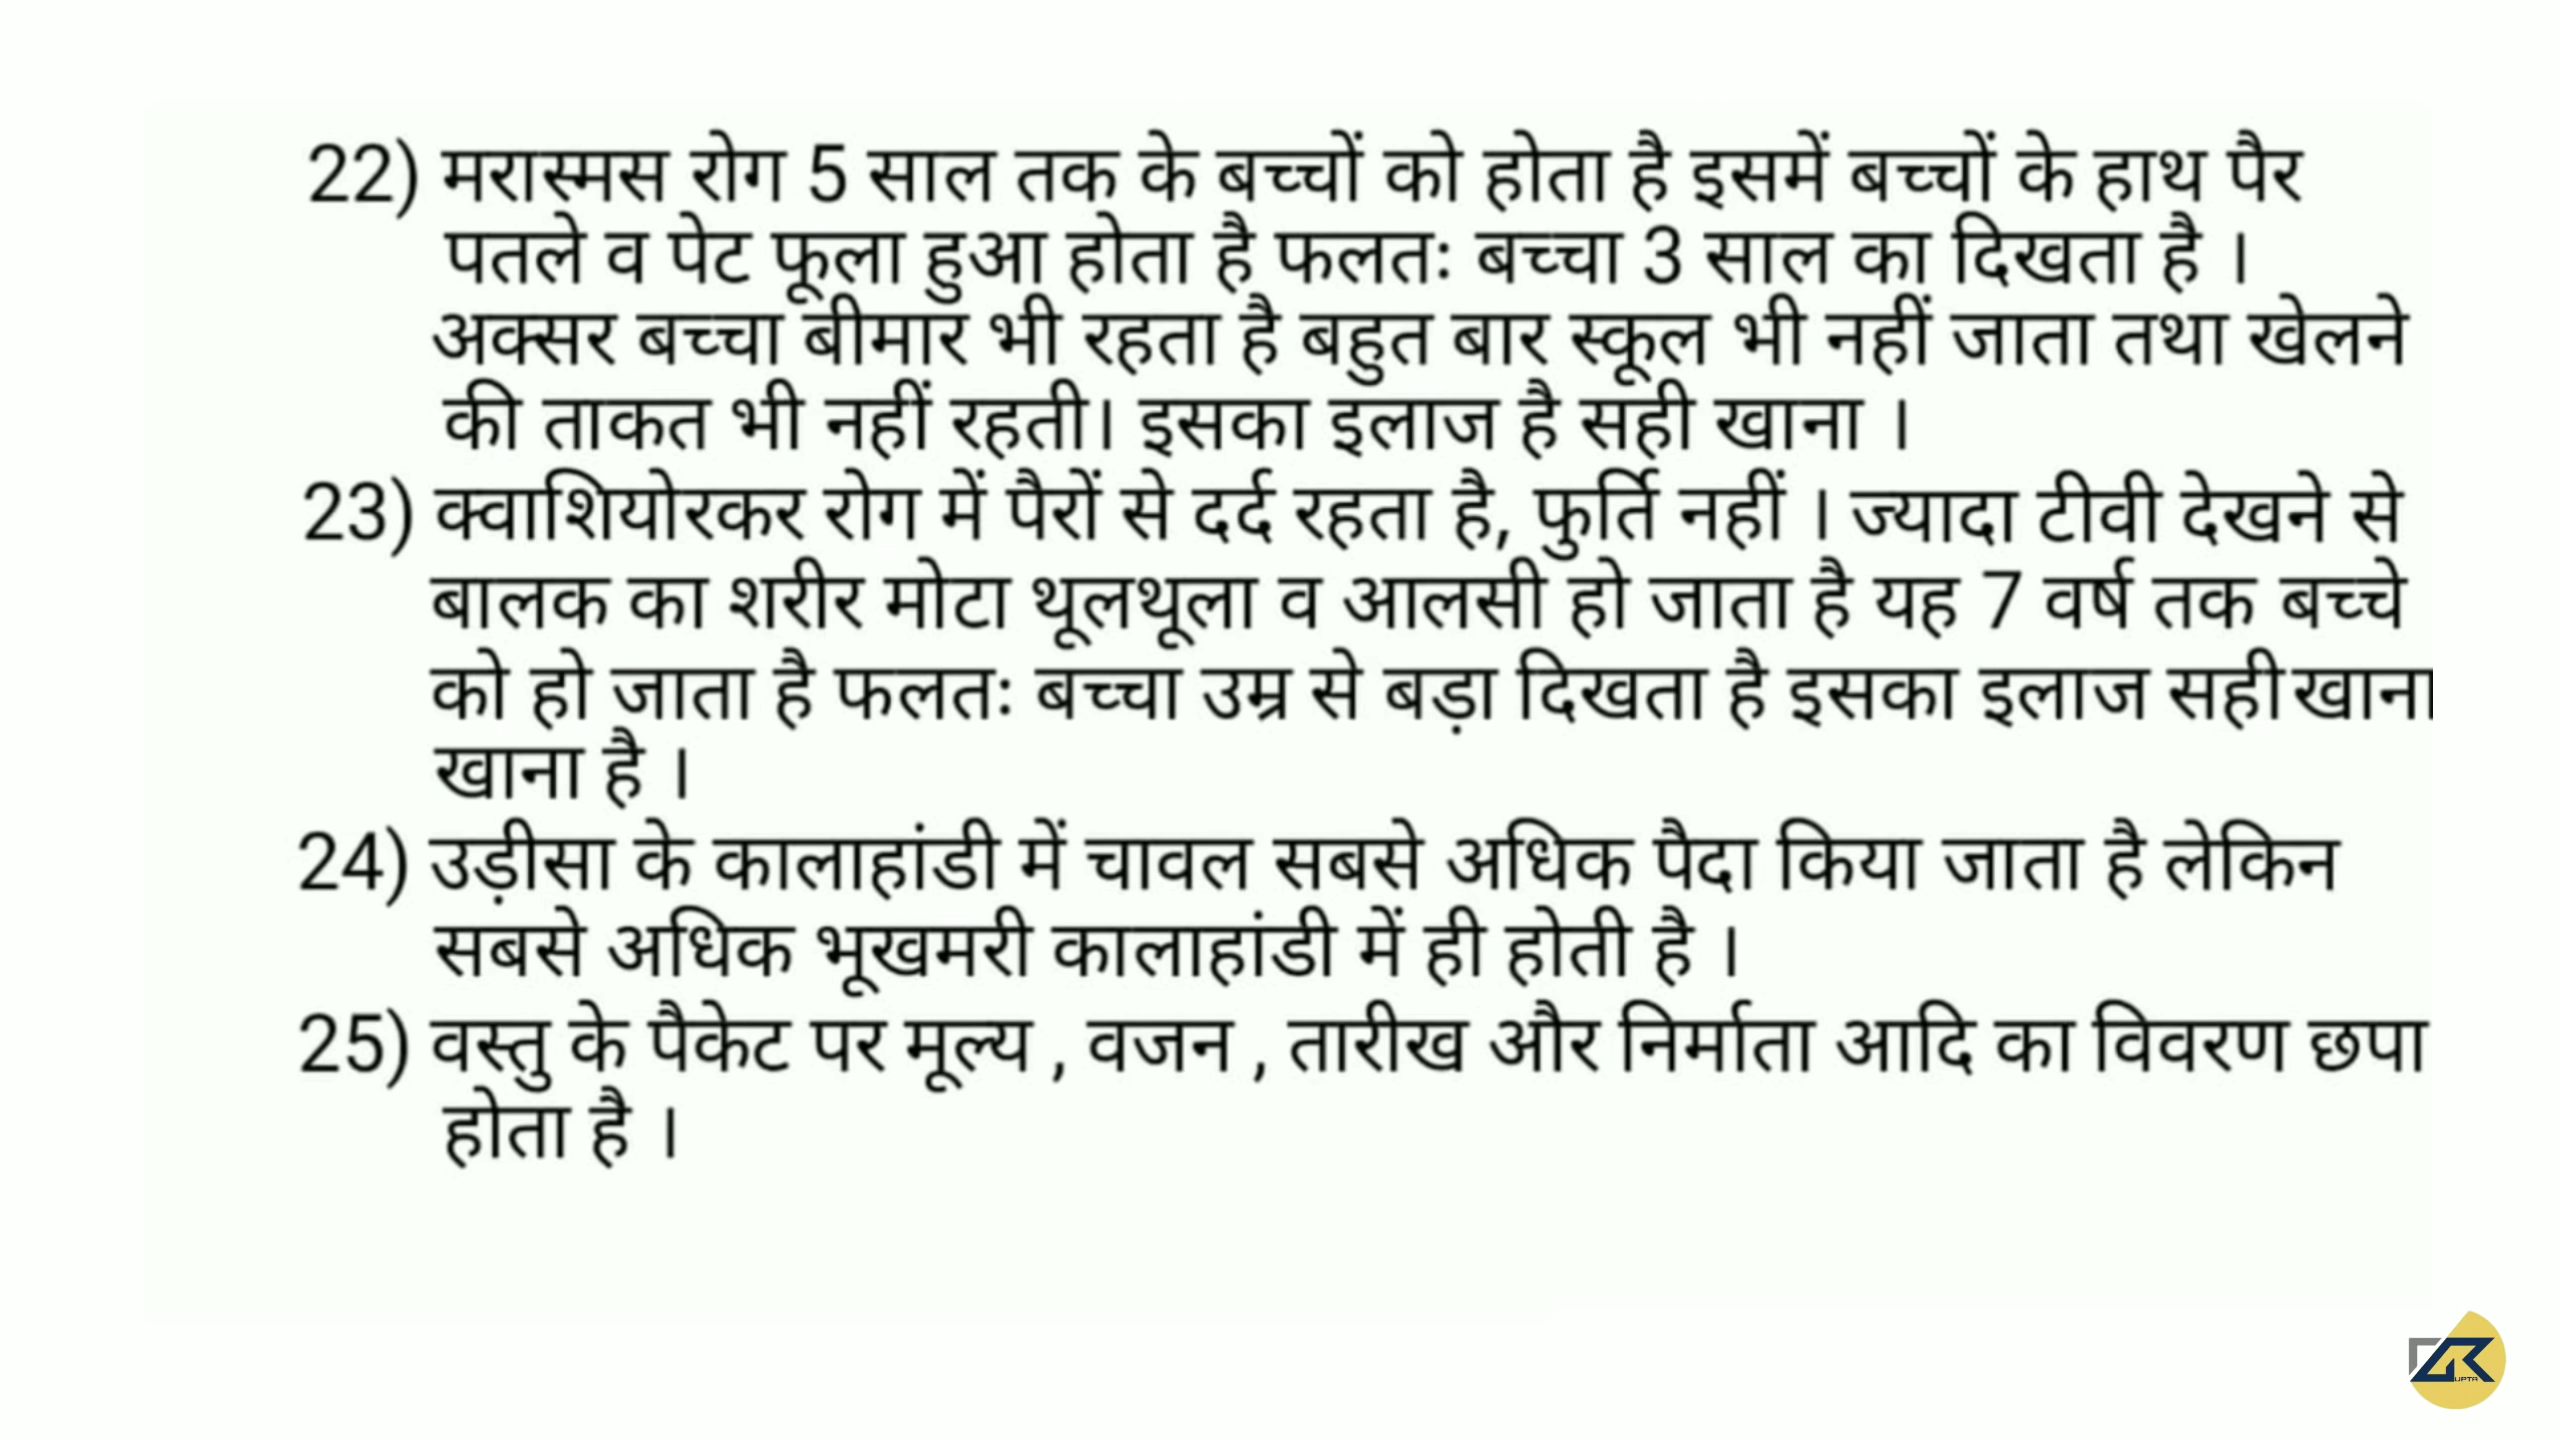 22) मरास्मस रोग 5 साल तक के बच्चों को होता है इसमें बच्चों के हाथ पैर
पतले व पेट फूला हुआ होता है फलतः बच्चा 3 साल का दिखता है ।
अक्सर बच्चा बीमार भी रहता है बहुत बार स्कूल भी नहीं जाता तथा खेलने
की ताकत भी नहीं रहती। इसका इलाज है सही खाना ।
23) क्वाशियोरकर रोग में पैरों से दर्द रहता है, फुर्ति नहीं । ज्यादा टीवी देखने से
बालक का शरीर मोटा थूलथूला व आलसी हो जाता है यह 7 वर्ष तक बच्चे
को हो जाता है फलतः बच्चा उम्र से बड़ा दिखता है इसका इलाज सही खाना
खाना है ।
24) उड़ीसा के कालाहांडी में चावल सबसे अधिक पैदा किया जाता है लेकिन
सबसे अधिक भूखमरी कालाहांडी में ही होती है ।
25) वस्तु के पैकेट पर मूल्य , वजन , तारीख और निर्माता आदि का विवरण छपा
होता है ।